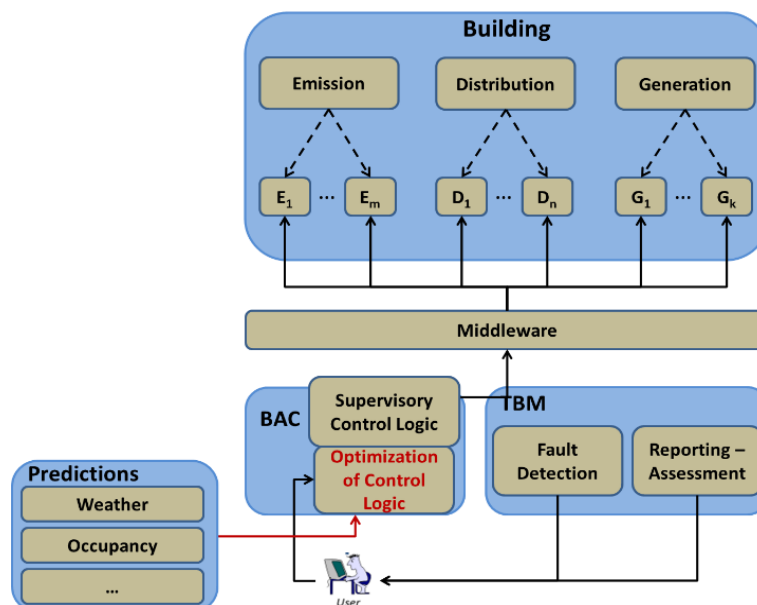 Building
Emission
Distribution
Generation
E₁ ... Eₘ
D₁ ... Dₙ
G₁ ... Gₖ
Middleware
BAC
Supervisory
Control Logic
Optimization
of Control
Logic
TBM
Fault
Detection
Reporting –
Assessment
Predictions
Weather
Occupancy
...
User